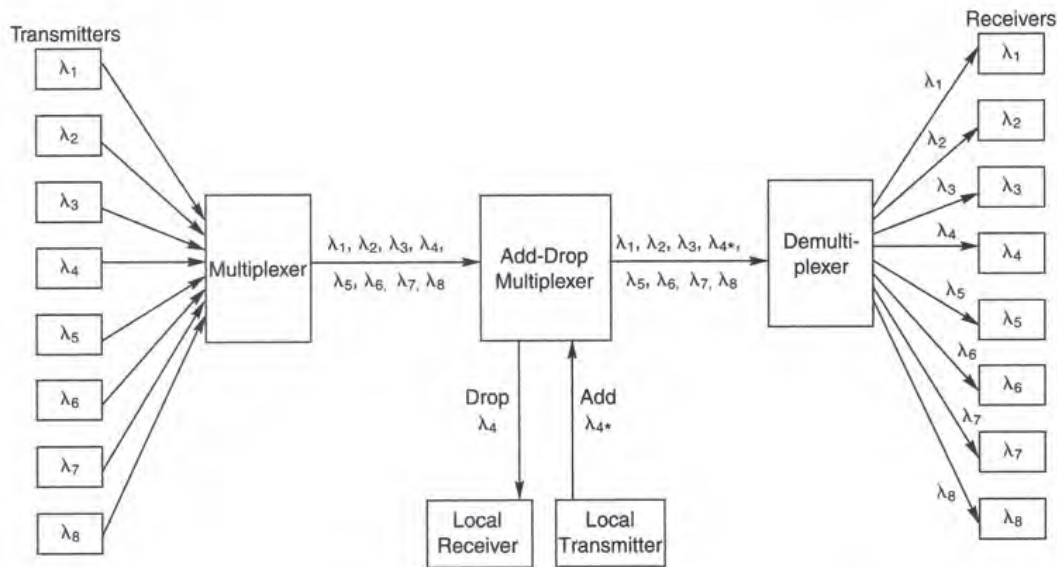 Transmitters
λ1
λ2
λ3
λ4
λ5
λ6
λ7
λ8
Multiplexer
λ1, λ2, λ3, λ4,
λ5, λ6, λ7, λ8
Add-Drop
Multiplexer
Drop
λ4
Add
λ4*
Local
Receiver
Local
Transmitter
λ1, λ2, λ3, λ4*,
λ5, λ6, λ7, λ8
Demulti-
plexer
λ1
λ2
λ3
λ4
λ5
λ6
λ7
λ8
Receivers
λ1
λ2
λ3
λ4
λ5
λ6
λ7
λ8